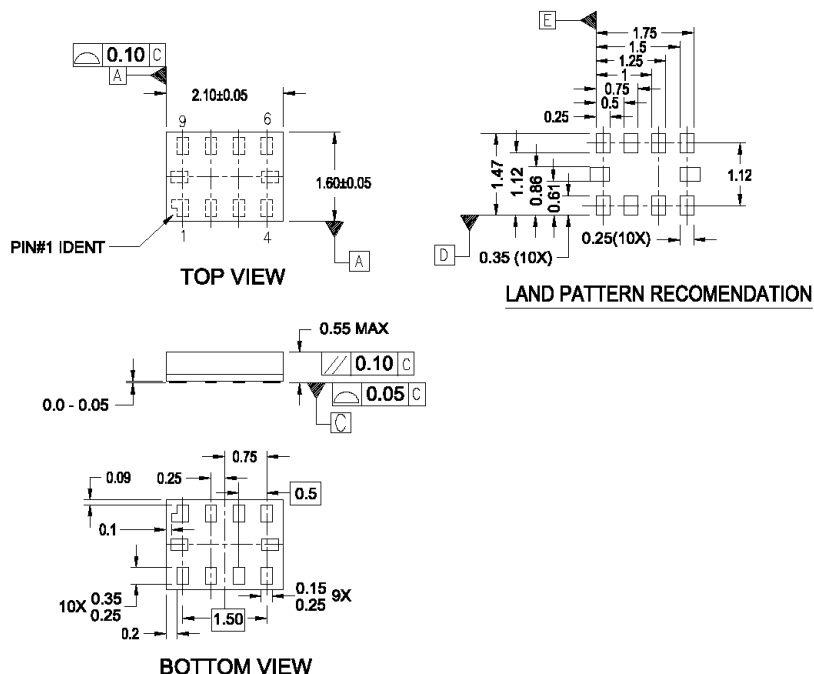 0.10 C
A
2.10±0.05
9 6
1.60±0.05
PIN#1 IDENT
1 4
A
TOP VIEW
E
1.75
1.5
1.25
1
0.75
0.5
0.25
1.47
1.12
0.86
0.61
1.12
D
0.35 (10X)
0.25(10X)
LAND PATTERN RECOMENDATION
0.55 MAX
// 0.10 C
0.05 C
0.0 - 0.05
C
0.75
0.09 0.25
0.5
0.1
10X 0.35
0.25
0.15
0.25 9X
1.50
0.2
BOTTOM VIEW